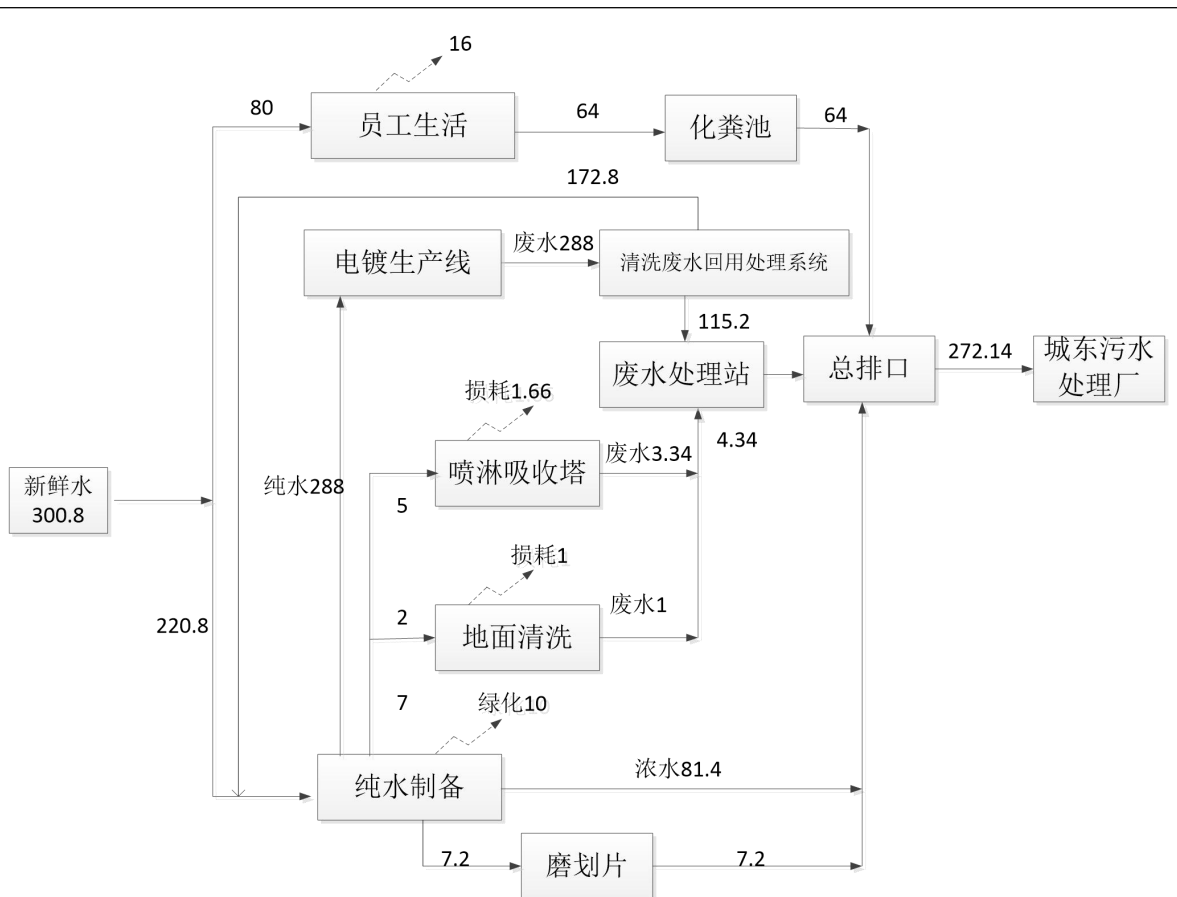 16
80
员工生活
64
化粪池
64
172.8
电镀生产线
废水288
清洗废水回用处理系统
115.2
废水处理站
总排口
272.14
城东污水
处理厂
损耗1.66
4.34
喷淋吸收塔
废水3.34
新鲜水
300.8
纯水288
5
损耗1
220.8
2
地面清洗
废水1
7
绿化10
纯水制备
浓水81.4
7.2
磨划片
7.2